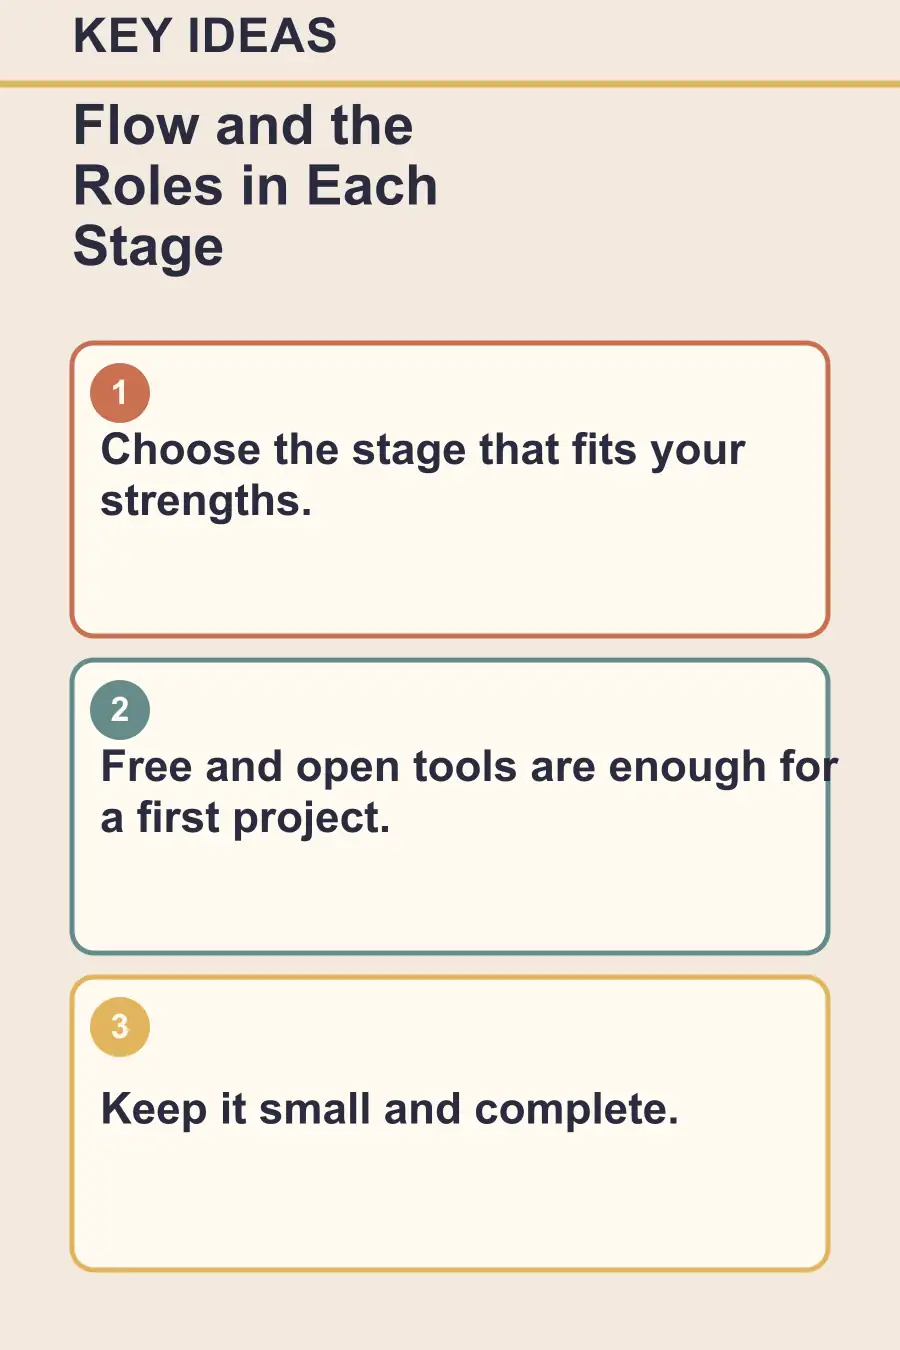 KEY IDEAS
Flow and the
Roles in Each
Stage
1
Choose the stage that fits your
strengths.
2
Free and open tools are enough for
a first project.
3
Keep it small and complete.